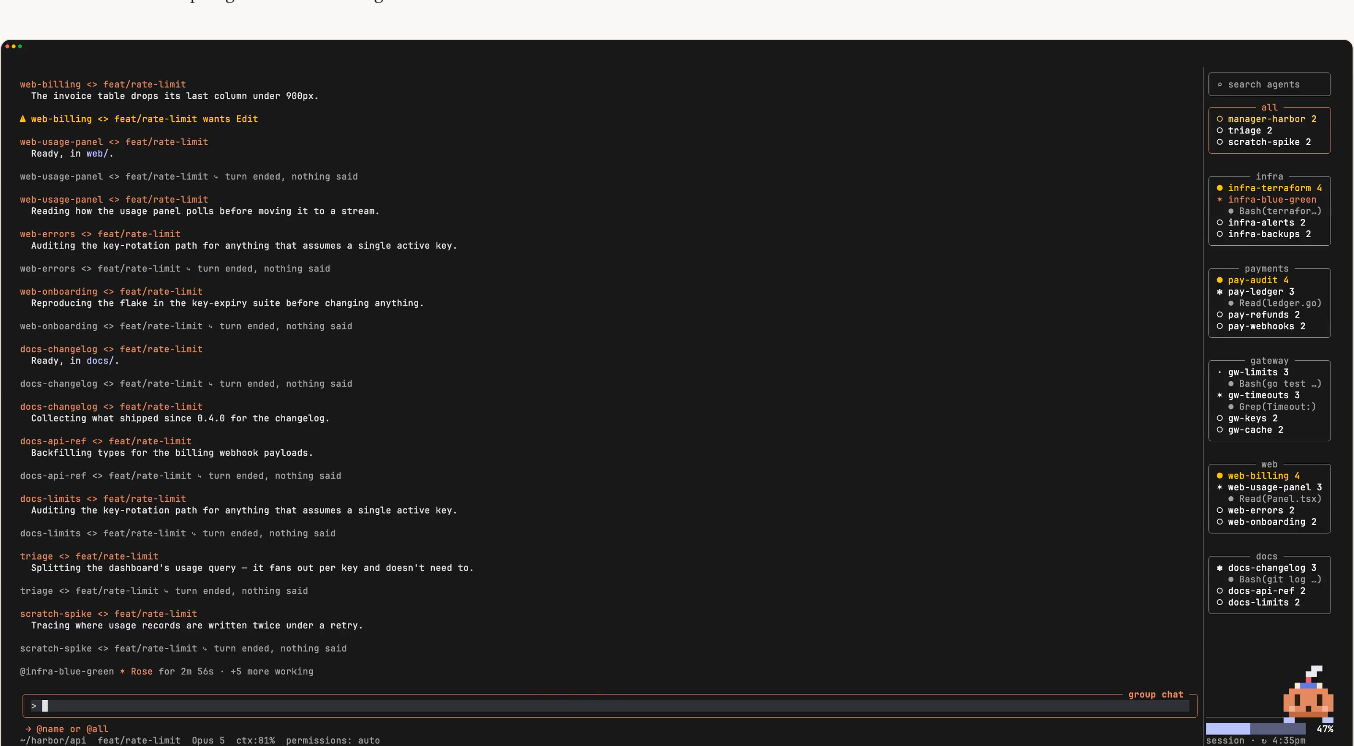 web-billing <> feat/rate-limit
The invoice table drops its last column under 900px.
▲ web-billing <> feat/rate-limit wants Edit
web-usage-panel <> feat/rate-limit
Ready, in web/.
web-usage-panel <> feat/rate-limit ⤷ turn ended, nothing said
web-usage-panel <> feat/rate-limit
Reading how the usage panel polls before moving it to a stream.
web-errors <> feat/rate-limit
Auditing the key-rotation path for anything that assumes a single active key.
web-errors <> feat/rate-limit ⤷ turn ended, nothing said
web-onboarding <> feat/rate-limit
Reproducing the flake in the key-expiry suite before changing anything.
web-onboarding <> feat/rate-limit ⤷ turn ended, nothing said
docs-changelog <> feat/rate-limit
Ready, in docs/.
docs-changelog <> feat/rate-limit ⤷ turn ended, nothing said
docs-changelog <> feat/rate-limit
Collecting what shipped since 0.4.0 for the changelog.
docs-api-ref <> feat/rate-limit
Backfilling types for the billing webhook payloads.
docs-api-ref <> feat/rate-limit ⤷ turn ended, nothing said
docs-limits <> feat/rate-limit
Auditing the key-rotation path for anything that assumes a single active key.
docs-limits <> feat/rate-limit ⤷ turn ended, nothing said
triage <> feat/rate-limit
Splitting the dashboard's usage query — it fans out per key and doesn't need to.
triage <> feat/rate-limit ⤷ turn ended, nothing said
scratch-spike <> feat/rate-limit
Tracing where usage records are written twice under a retry.
scratch-spike <> feat/rate-limit ⤷ turn ended, nothing said
@infra-blue-green * Rose for 2m 56s · +5 more working
group chat
>
→ @name or @all
~/harbor/api feat/rate-limit Opus 5 ctx:81% permissions: auto
⌕ search agents
all
○ manager-harbor 2
○ triage 2
○ scratch-spike 2
infra
● infra-terraform 4
* infra-blue-green
● Bash(terrafor…)
○ infra-alerts 2
○ infra-backups 2
payments
● pay-audit 4
✱ pay-ledger 3
● Read(ledger.go)
○ pay-refunds 2
○ pay-webhooks 2
gateway
· gw-limits 3
● Bash(go test …)
* gw-timeouts 3
● Grep(Timeout:)
○ gw-keys 2
○ gw-cache 2
web
● web-billing 4
* web-usage-panel 3
● Read(Panel.tsx)
○ web-errors 2
○ web-onboarding 2
docs
✱ docs-changelog 3
● Bash(git log …)
○ docs-api-ref 2
○ docs-limits 2
47%
session · ↻ 4:35pm